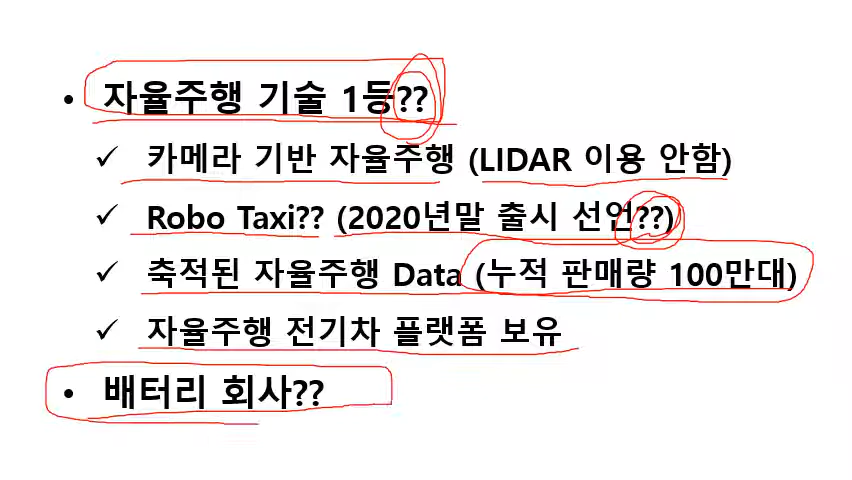 • 자율주행 기술 1등??
✓ 카메라 기반 자율주행 (LIDAR 이용 안함)
✓ Robo Taxi?? (2020년말 출시 선언??)
✓ 축적된 자율주행 Data (누적 판매량 100만대)
✓ 자율주행 전기차 플랫폼 보유
• 배터리 회사??